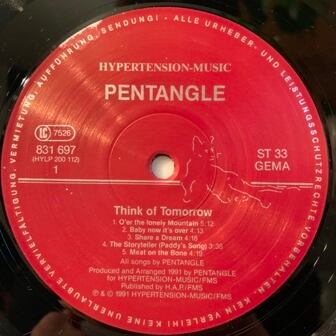 HYPERTENSION-MUSIC
PENTANGLE
LC 7526
831 697
(HYLP 200 112)
1
ST 33
GEMA
?
Think of Tomorrow
1. O'er the lonely Mountain 5:13
2. Baby now it's over 4:13
3. Share a Dream 4:18
4. The Storyteller (Paddy's Song) 3:38
5. Meat on the Bone 4:19
All songs by PENTANGLE
Produced and Arranged 1991 by PENTANGLE
for HYPERTENSION-MUSIC/FMS
Published by H.A.P./FMS
℗ & © 1991 HYPERTENSION-MUSIC/FMS
ALLE URHEBER- UND LEISTUNGSSCHUTZRECHTE VORBEHALTEN. KEIN VERLEIH! KEINE UNERLAUBTE VERVIELFÄLTIGUNG, VERMIETUNG, AUFFÜHRUNG, SENDUNG! -